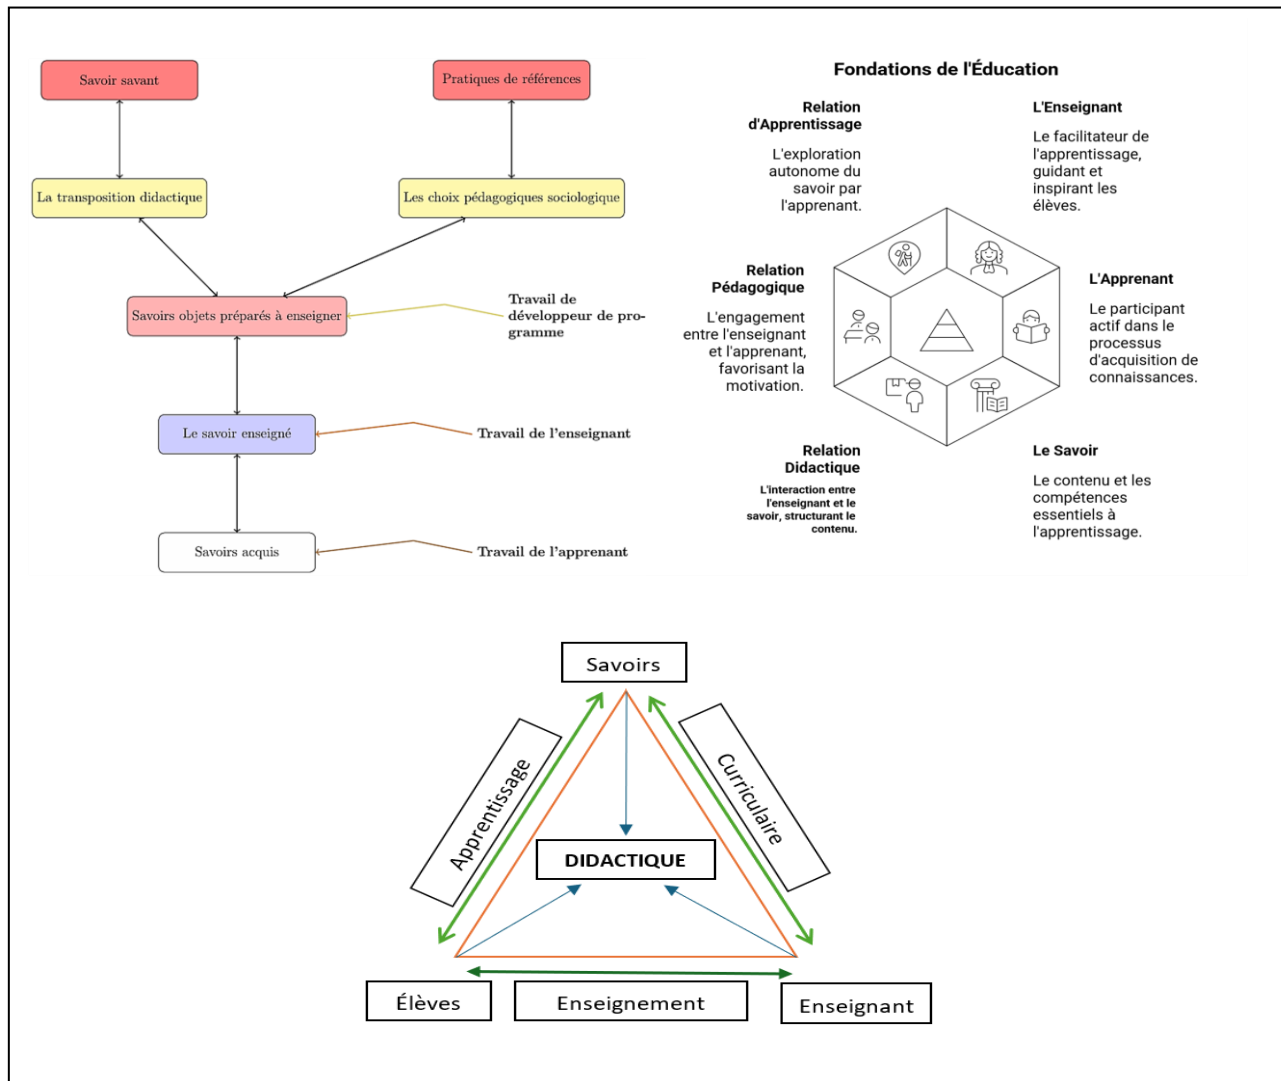 Savoir savant
Pratiques de références
La transposition didactique
Les choix pédagogiques sociologique
Savoirs objets préparés à enseigner
Travail de
développeur de pro-
gramme
Le savoir enseigné
Travail de l'enseignant
Savoirs acquis
Travail de l'apprenant
Fondations de l'Éducation
Relation
d'Apprentissage
L'exploration
autonome du
savoir par
l'apprenant.
L'Enseignant
Le facilitateur de
l'apprentissage,
guidant et
inspirant les
élèves.
Relation
Pédagogique
L'engagement
entre l'enseignant
et l'apprenant,
favorisant la
motivation.
L'Apprenant
Le participant
actif dans le
processus
d'acquisition de
connaissances.
Relation
Didactique
L'interaction entre
l'enseignant et le
savoir, structurant le
contenu.
Le Savoir
Le contenu et les
compétences
essentiels à
l'apprentissage.
Savoirs
Apprentissage
Curriculaire
DIDACTIQUE
Élèves
Enseignement
Enseignant